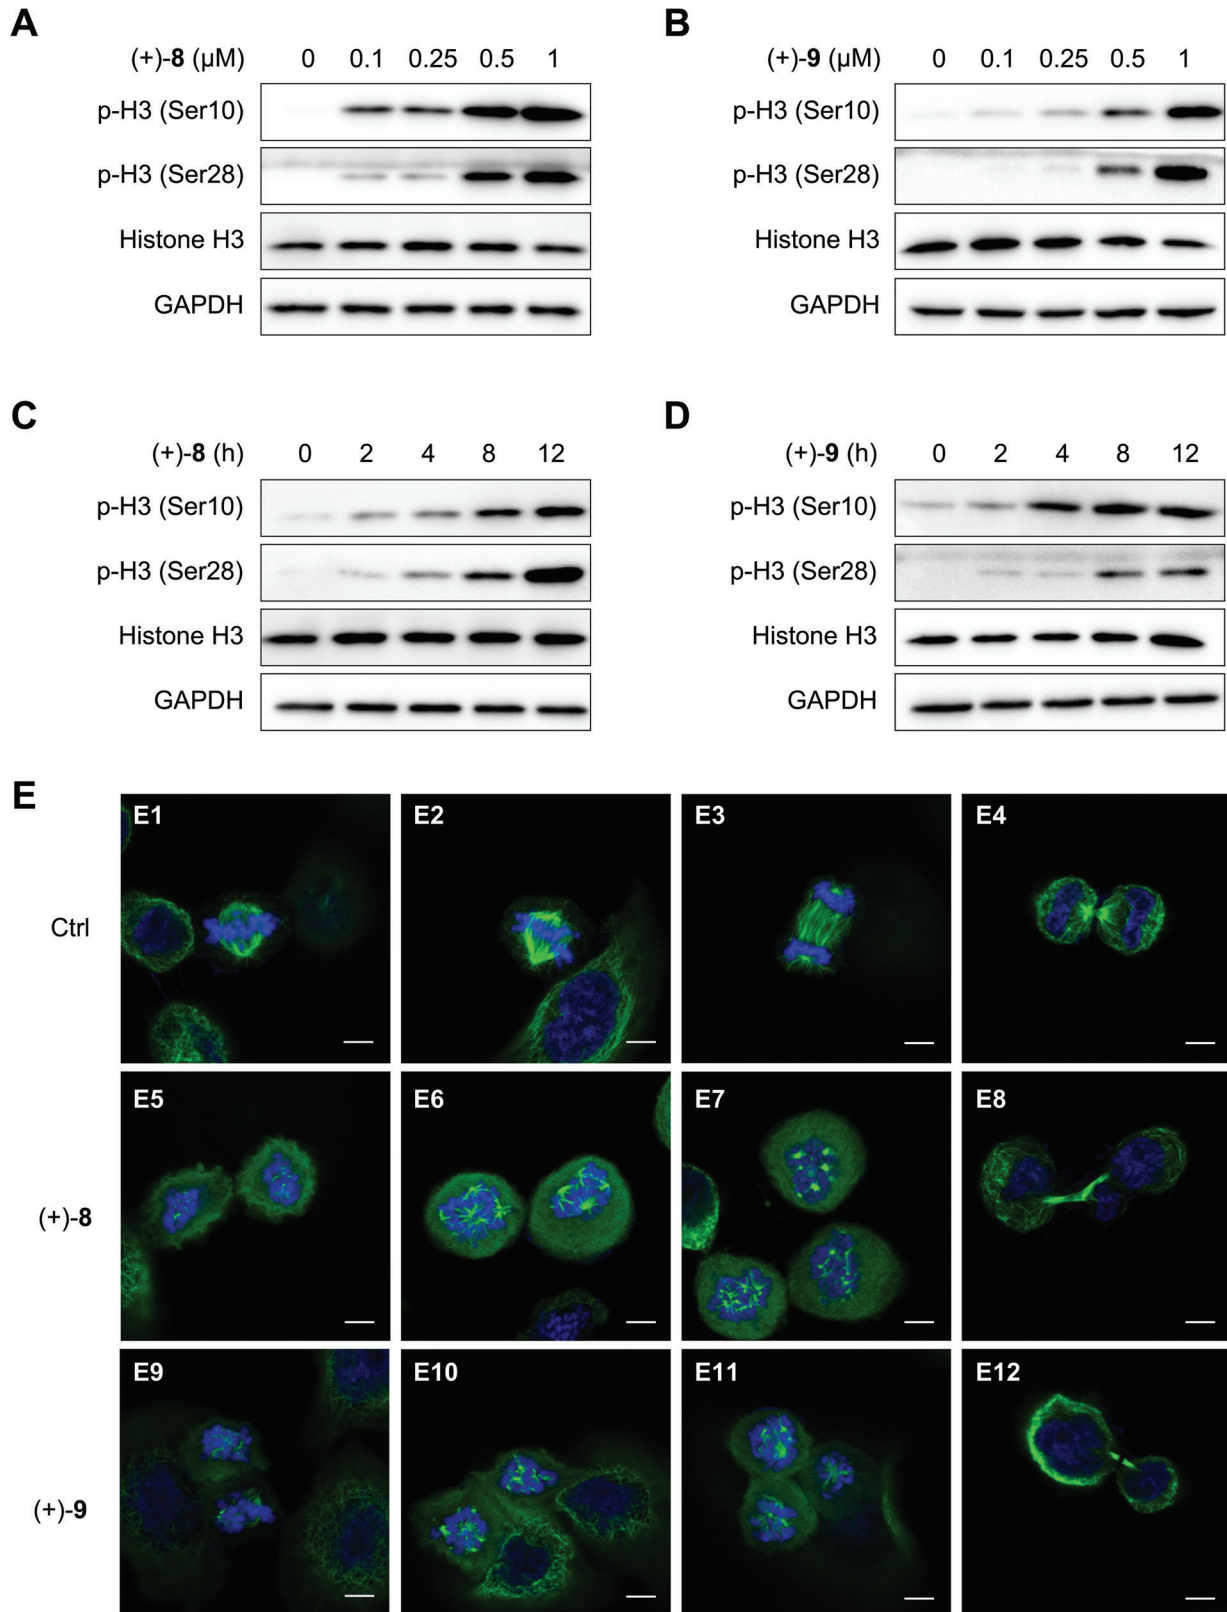 A
(+)-8 (μM) 0 0.1 0.25 0.5 1
p-H3 (Ser10)
p-H3 (Ser28)
Histone H3
GAPDH
B
(+)-9 (μM) 0 0.1 0.25 0.5 1
p-H3 (Ser10)
p-H3 (Ser28)
Histone H3
GAPDH
C
(+)-8 (h) 0 2 4 8 12
p-H3 (Ser10)
p-H3 (Ser28)
Histone H3
GAPDH
D
(+)-9 (h) 0 2 4 8 12
p-H3 (Ser10)
p-H3 (Ser28)
Histone H3
GAPDH
E
Ctrl E1 E2 E3 E4
(+)-8 E5 E6 E7 E8
(+)-9 E9 E10 E11 E12